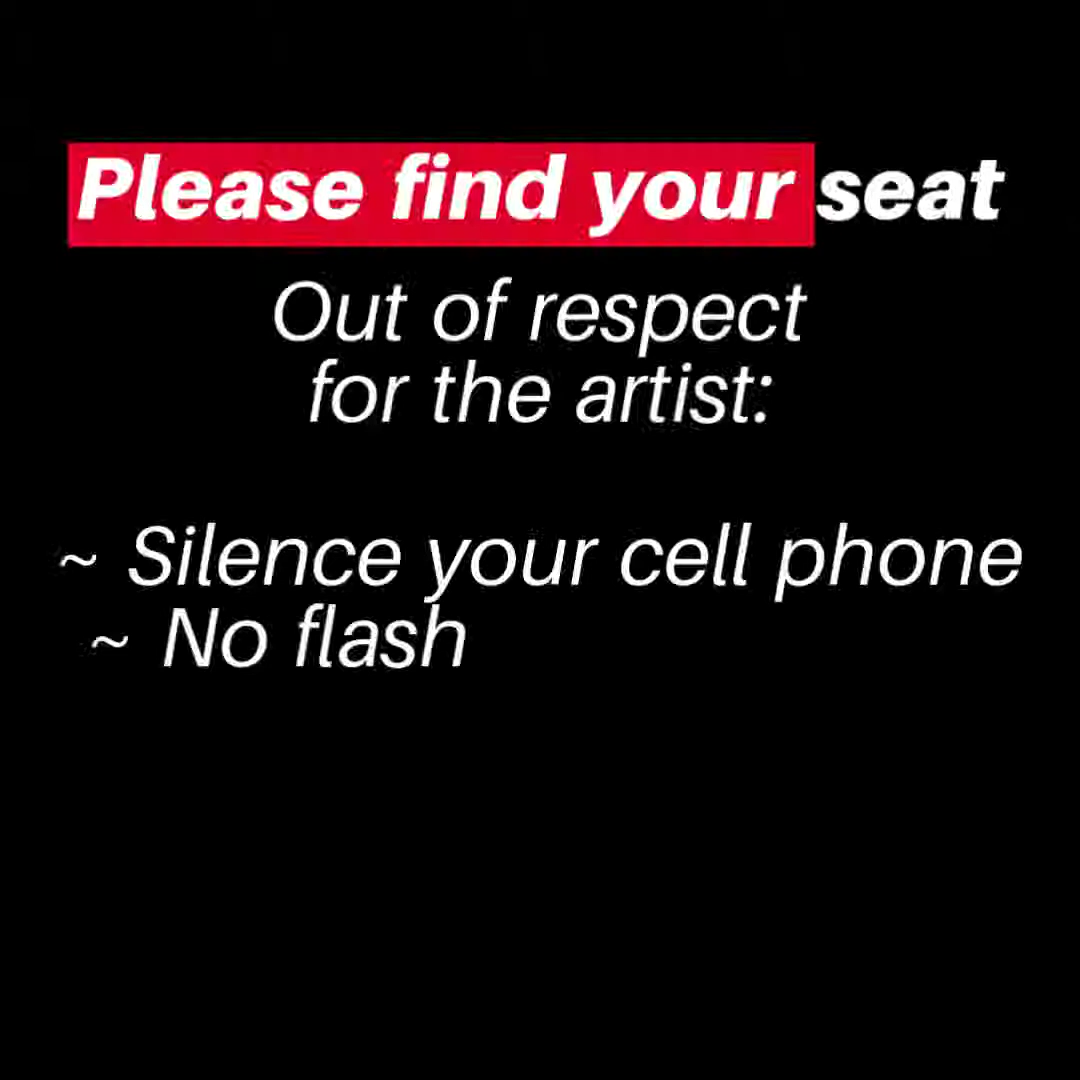 Please find your seat
Out of respect
for the artist:
~ Silence your cell phone
~ No flash